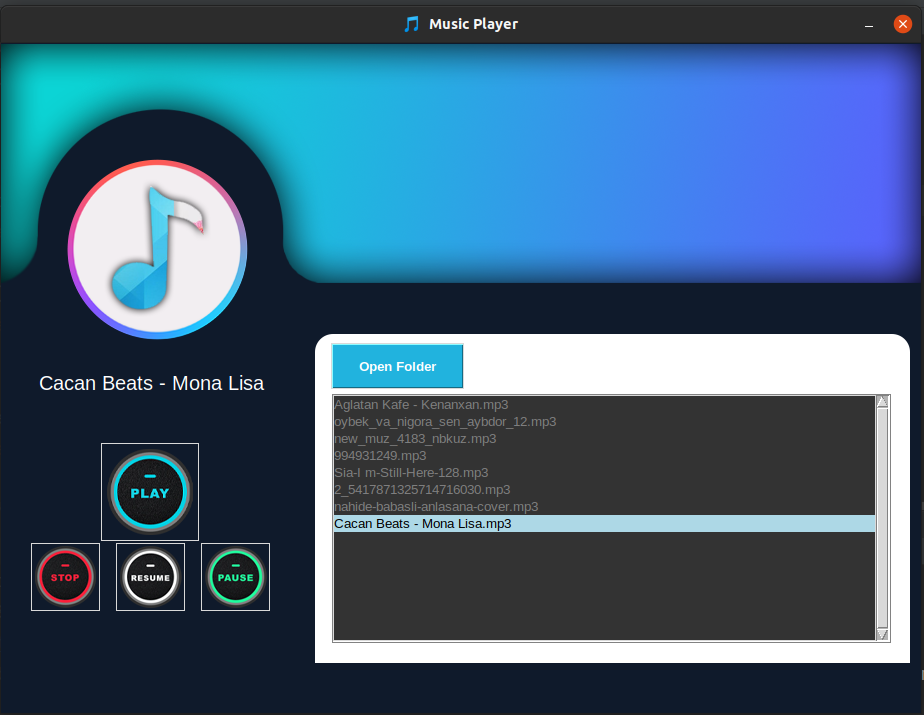 Music Player
Cacan Beats - Mona Lisa
PLAY
STOP
RESUME
PAUSE
Open Folder
Aglatan Kafe - Kenanxan.mp3
oybek_va_nigora_sen_aybdor_12.mp3
new_muz_4183_nbkuz.mp3
994931249.mp3
Sia-I m-Still-Here-128.mp3
2_5417871325714716030.mp3
nahide-babasli-anlasana-cover.mp3
Cacan Beats - Mona Lisa.mp3